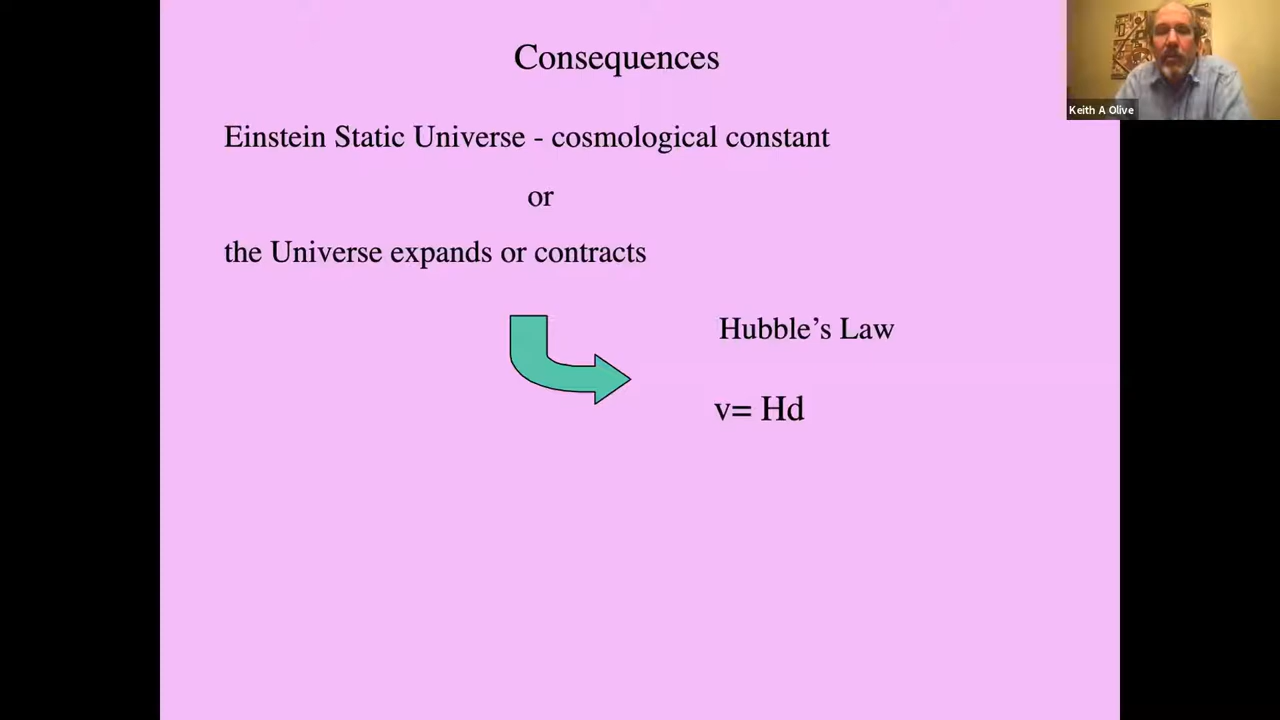 Consequences
Keith A Olive
Einstein Static Universe - cosmological constant
or
the Universe expands or contracts
Hubble’s Law
v= Hd